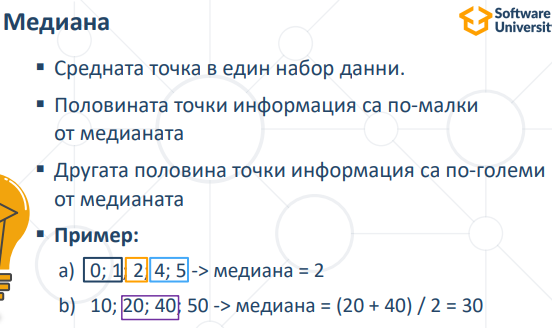 Медиана
Software
Universit
▪ Средната точка в един набор данни.
▪ Половината точки информация са по-малки
от медианата
▪ Другата половина точки информация са по-големи
от медианата
▪ Пример:
a) 0; 1; 2; 4; 5 -> медиана = 2
b) 10; 20; 40; 50 -> медиана = (20 + 40) / 2 = 30